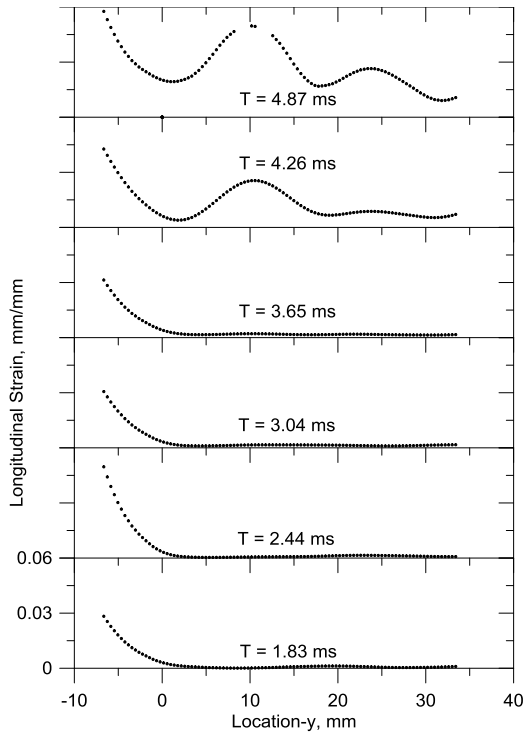 T = 4.87 ms
T = 4.26 ms
T = 3.65 ms
T = 3.04 ms
T = 2.44 ms
0.06
0.03
T = 1.83 ms
0
-10 0 10 20 30 40
Location-y, mm
Longitudinal Strain, mm/mm